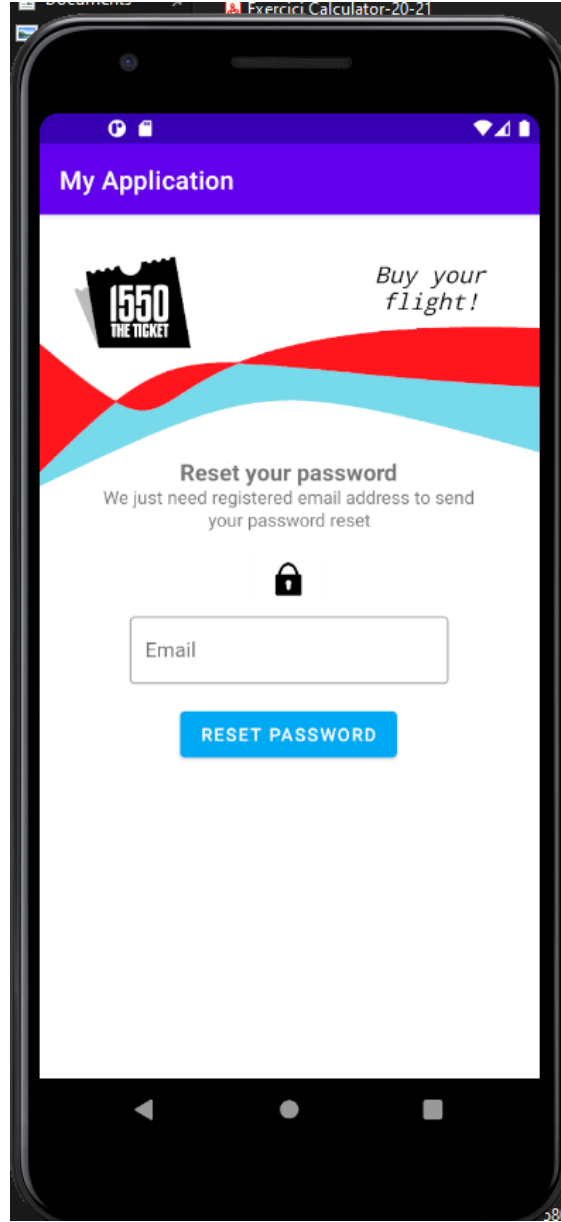 Documents
Exercici Calculator-20-21
My Application
1550
THE TICKET
Buy your
flight!
Reset your password
We just need registered email address to send
your password reset
Email
RESET PASSWORD